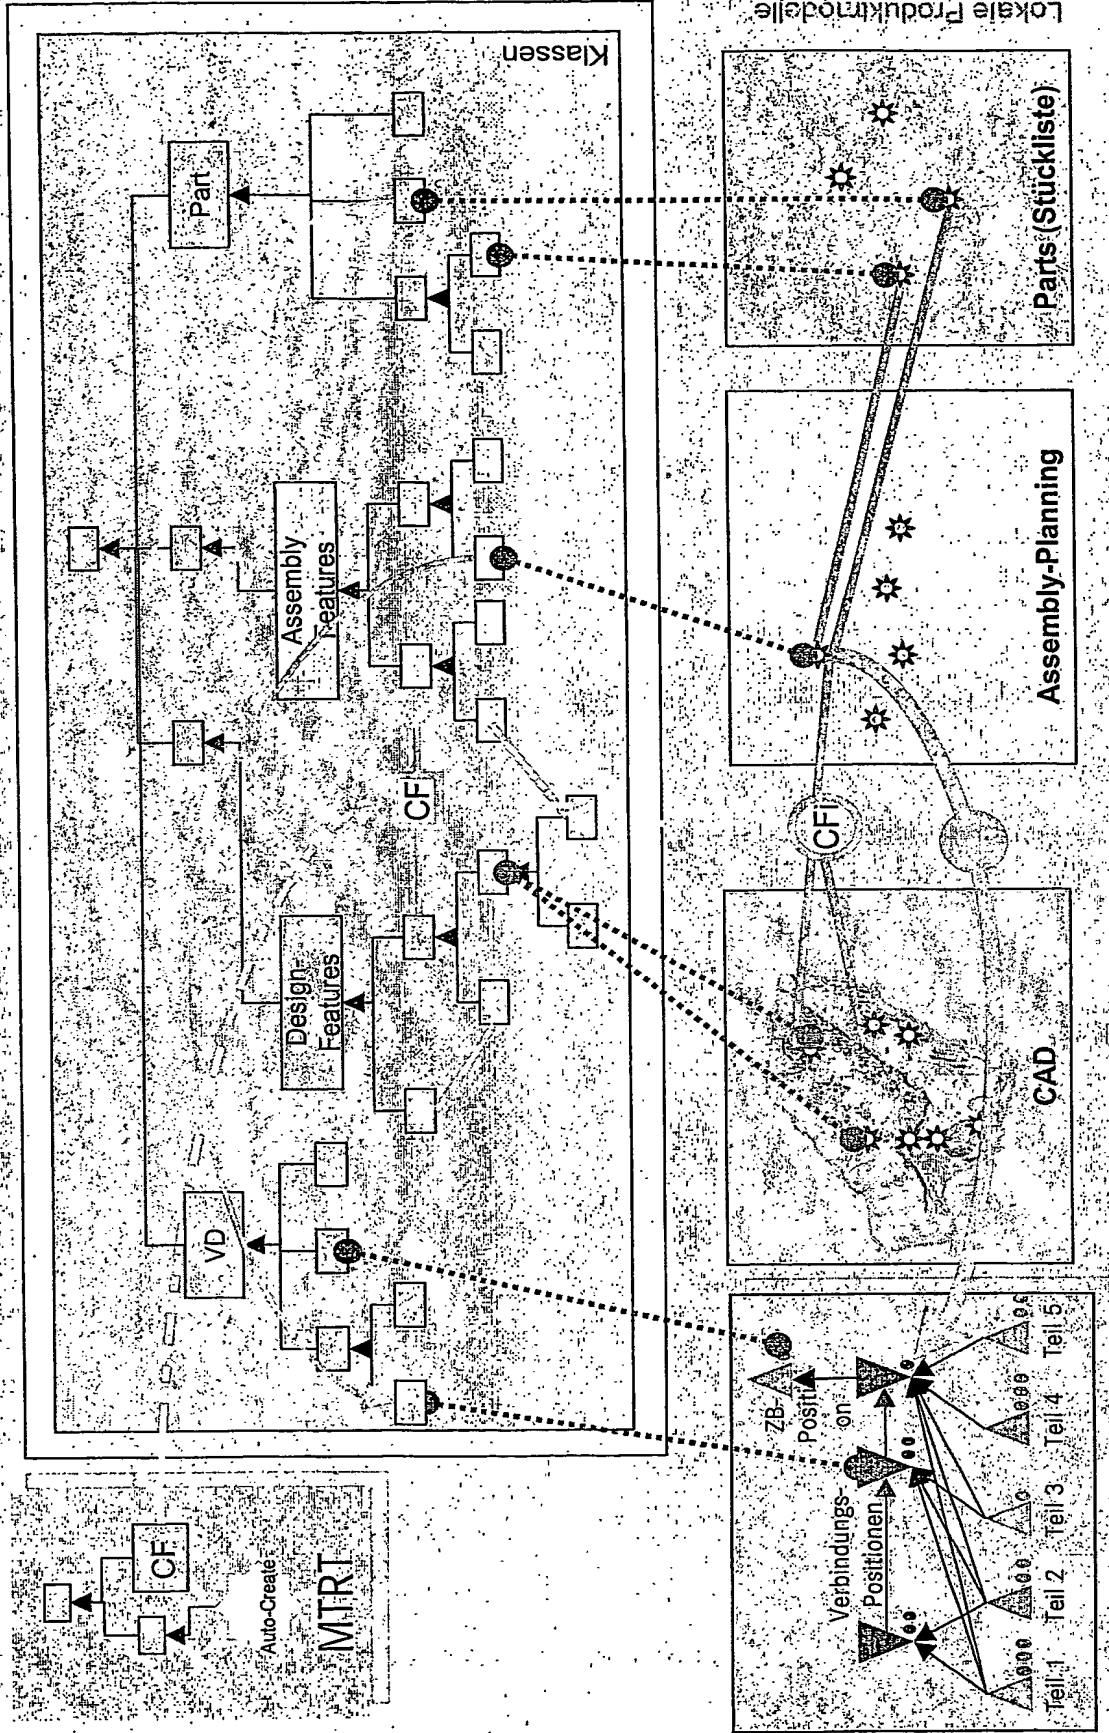 CF
Auto-Create
MTRT
Klassen
VD
Design-
Features
CF
Assembly
Features
Part
Lokale Produktmodelle
Verbindungs-
Positionen
ZB-
Positi
on
Teil 1
Teil 2
Teil 3
Teil 4
Teil 5
CAD
CFi
Assembly-Planning
Parts (Stückliste)